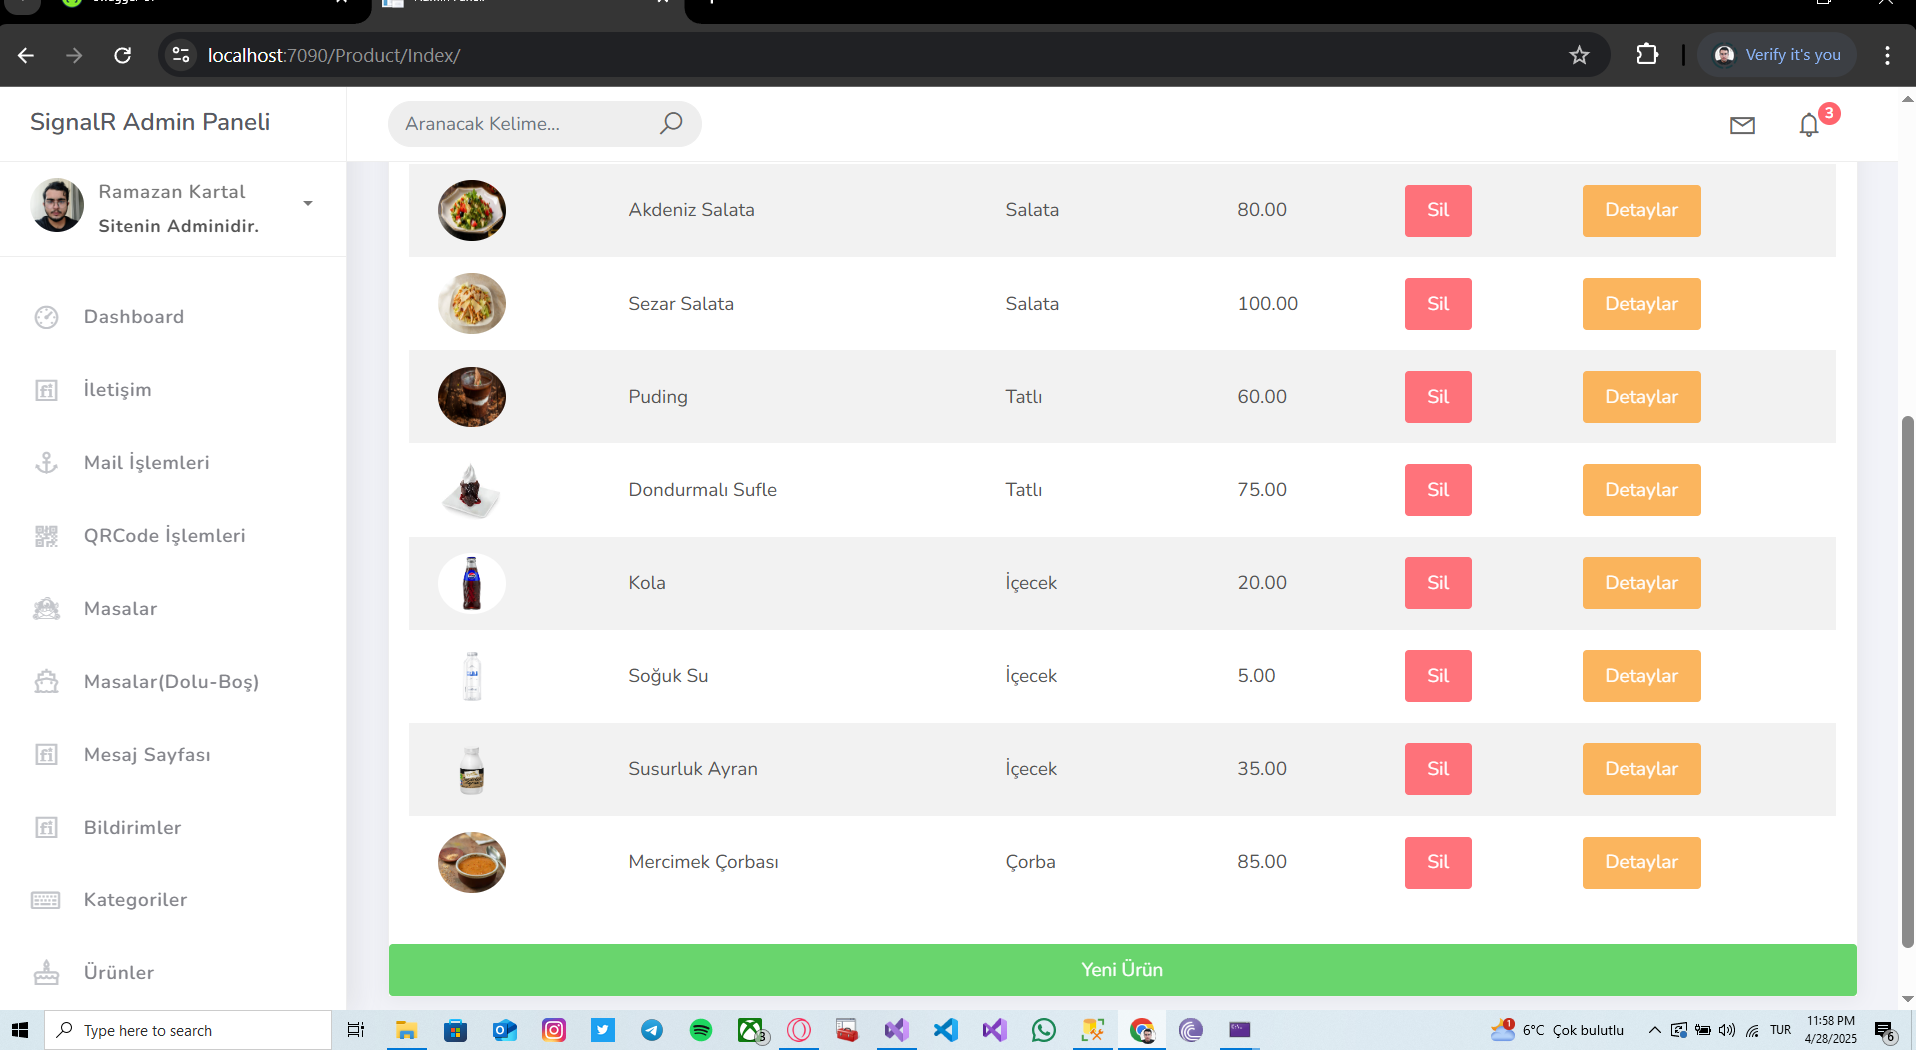 localhost:7090/Product/Index/
Verify it's you
SignalR Admin Paneli
Aranacak Kelime...
3
Ramazan Kartal
Sitenin Adminidir.
Dashboard
İletişim
Mail İşlemleri
QRCode İşlemleri
Masalar
Masalar(Dolu-Boş)
Mesaj Sayfası
Bildirimler
Kategoriler
Ürünler
Akdeniz Salata Salata 80.00 Sil Detaylar
Sezar Salata Salata 100.00 Sil Detaylar
Puding Tatlı 60.00 Sil Detaylar
Dondurmalı Sufle Tatlı 75.00 Sil Detaylar
Kola İçecek 20.00 Sil Detaylar
Soğuk Su İçecek 5.00 Sil Detaylar
Susurluk Ayran İçecek 35.00 Sil Detaylar
Mercimek Çorbası Çorba 85.00 Sil Detaylar
Yeni Ürün
Type here to search
3
1
6°C Çok bulutlu
TUR
11:58 PM
4/28/2025
6